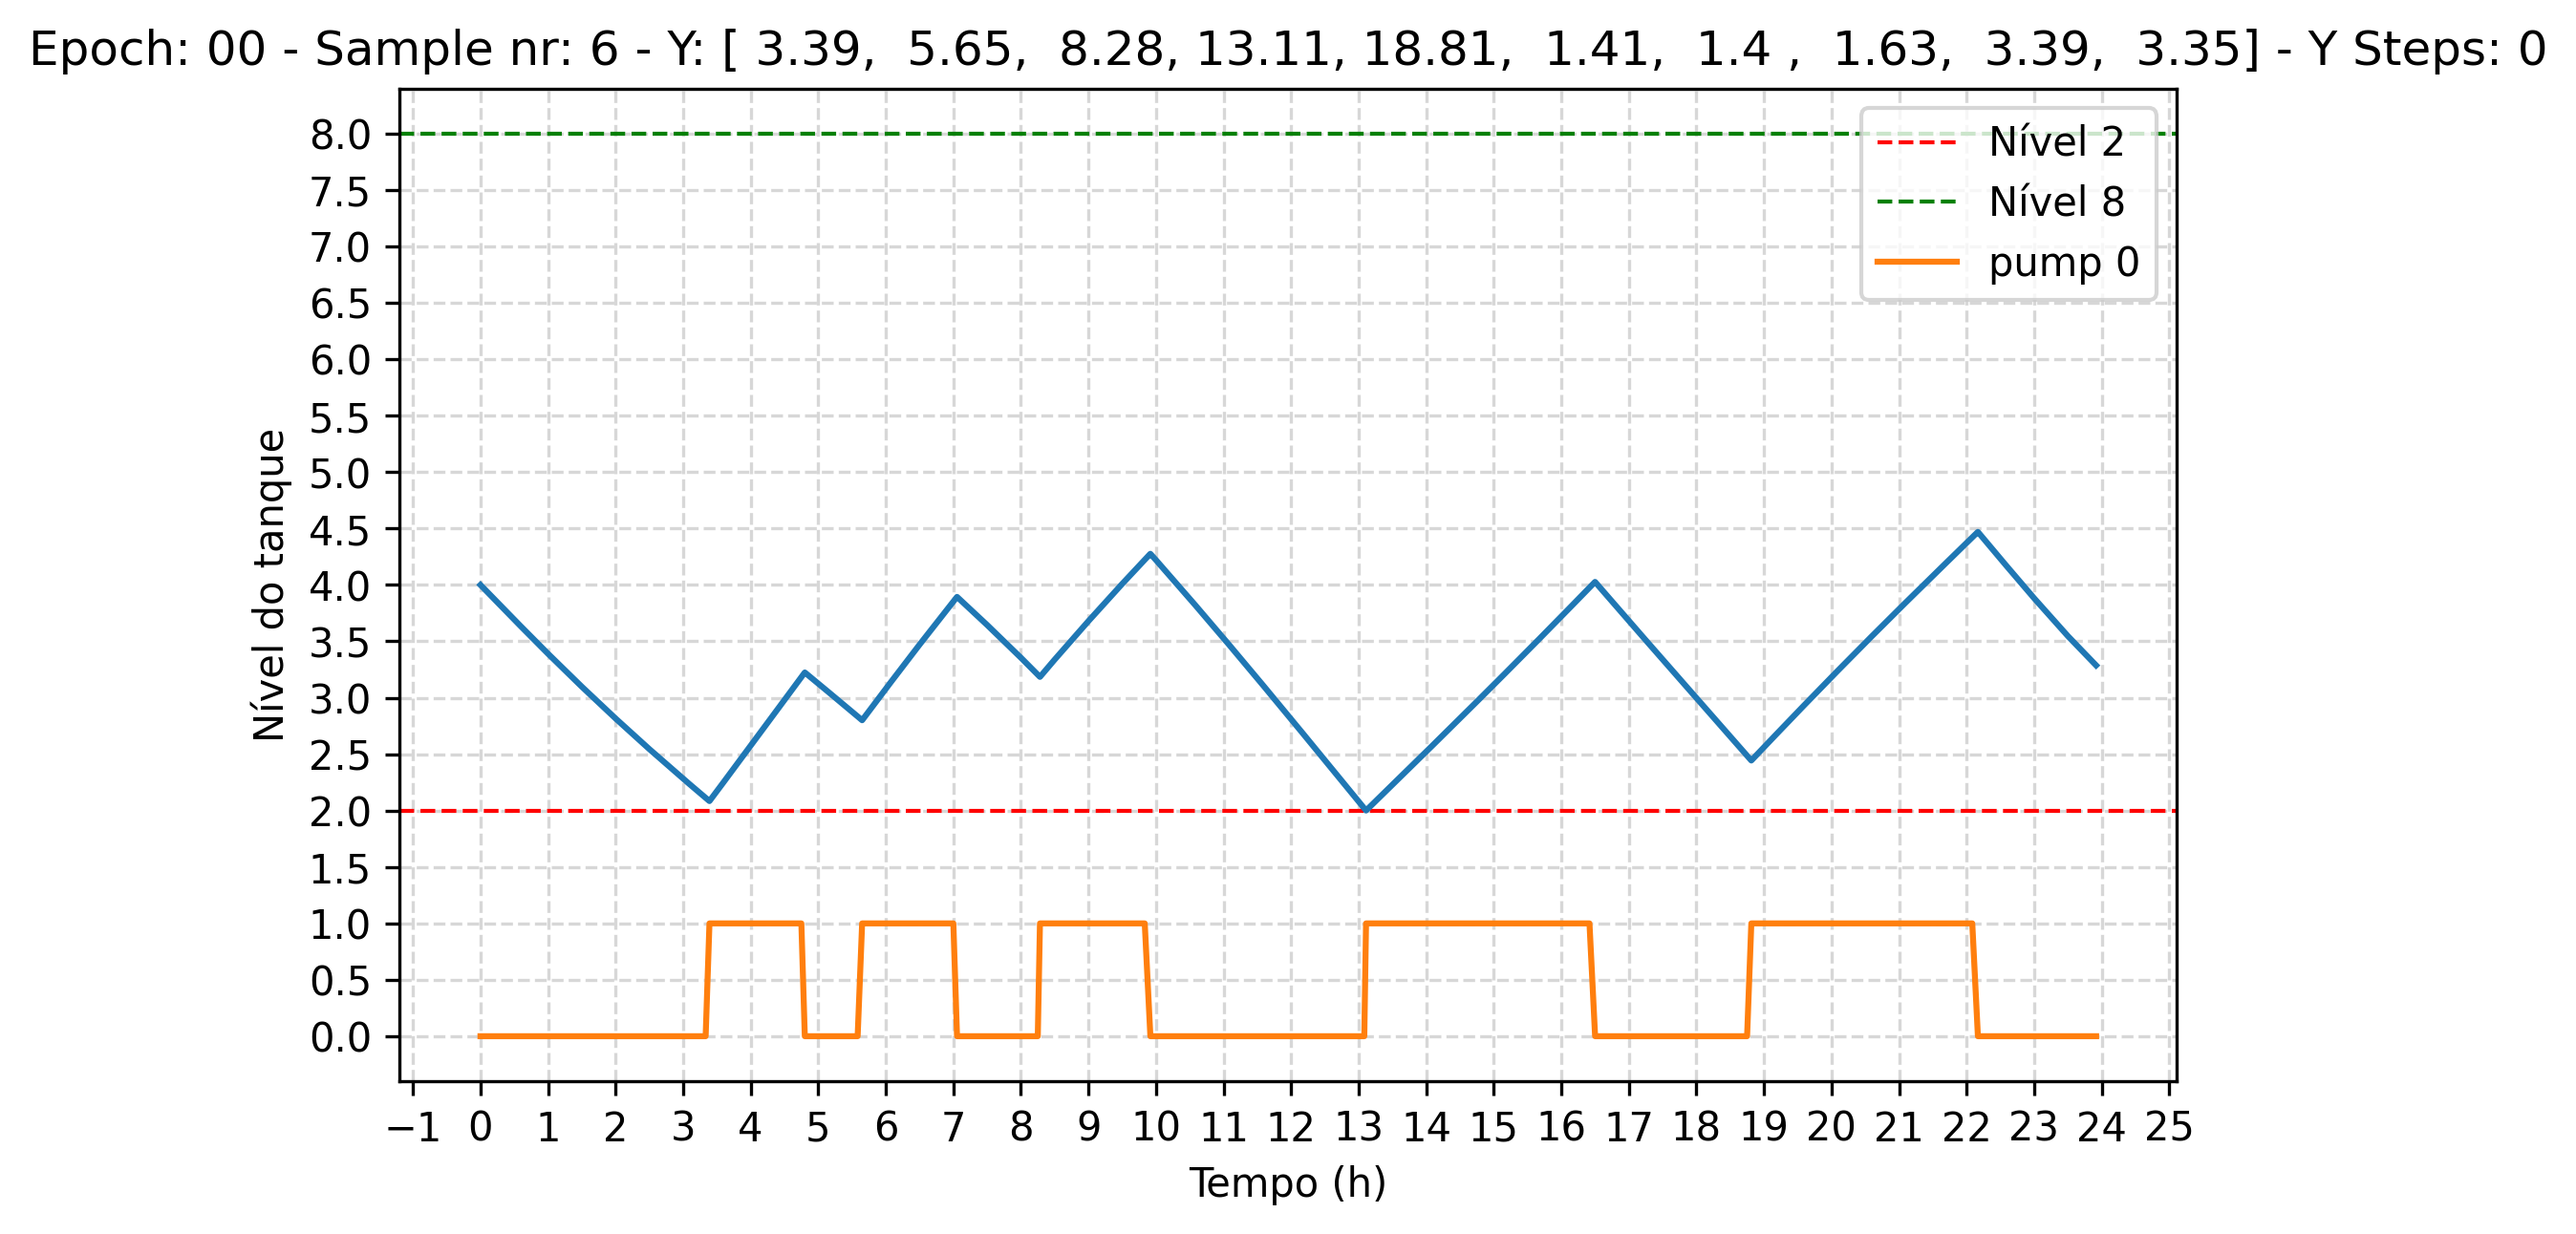 Epoch: 00 - Sample nr: 6 - Y: [ 3.39,  5.65,  8.28, 13.11, 18.81,  1.41,  1.4 ,  1.63,  3.39,  3.35] - Y Steps: 0
8.0
7.5
7.0
6.5
6.0
5.5
5.0
4.5
4.0
3.5
3.0
2.5
2.0
1.5
1.0
0.5
0.0
Nível do tanque
Nível 2
Nível 8
pump 0
−1 0 1 2 3 4 5 6 7 8 9 10 11 12 13 14 15 16 17 18 19 20 21 22 23 24 25
Tempo (h)